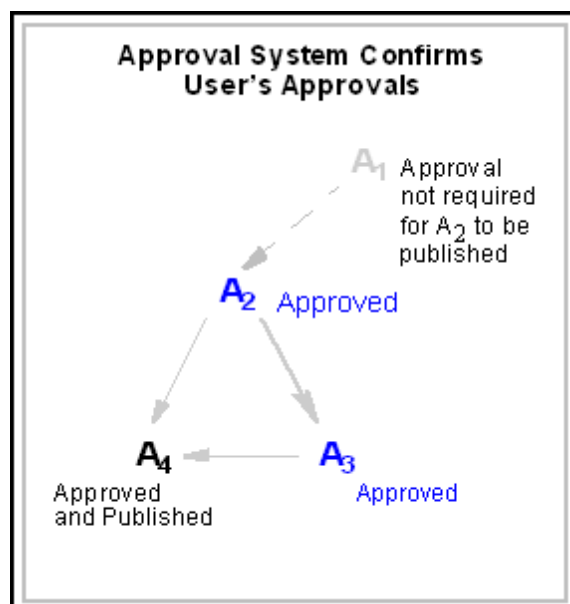 Approval System Confirms
User's Approvals
A1 Approval
not required
for A2 to be
published
A2 Approved
A4
Approved
and Published
A3
Approved